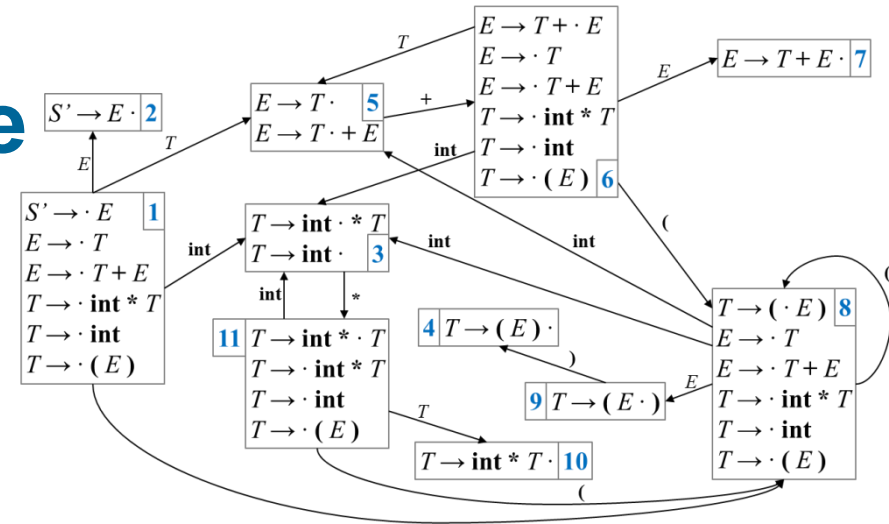 e
S' → E · 2
E
T
S' → · E 1
E → · T
E → · T + E
T → · int * T
T → · int
T → · ( E )
int
E → T · 5
E → T · + E
T
+
E → T + · E
E → · T
E → · T + E
T → · int * T
T → · int
T → · ( E ) 6
E
E → T + E · 7
int
T → int · * T
T → int · 3
int
int
(
int
*
11 T → int * · T
T → · int * T
T → · int
T → · ( E )
T
T → int * T · 10
(
4 T → ( E ) ·
)
9 T → ( E · )
E
T → ( · E ) 8
E → · T
E → · T + E
T → · int * T
T → · int
T → · ( E )
(